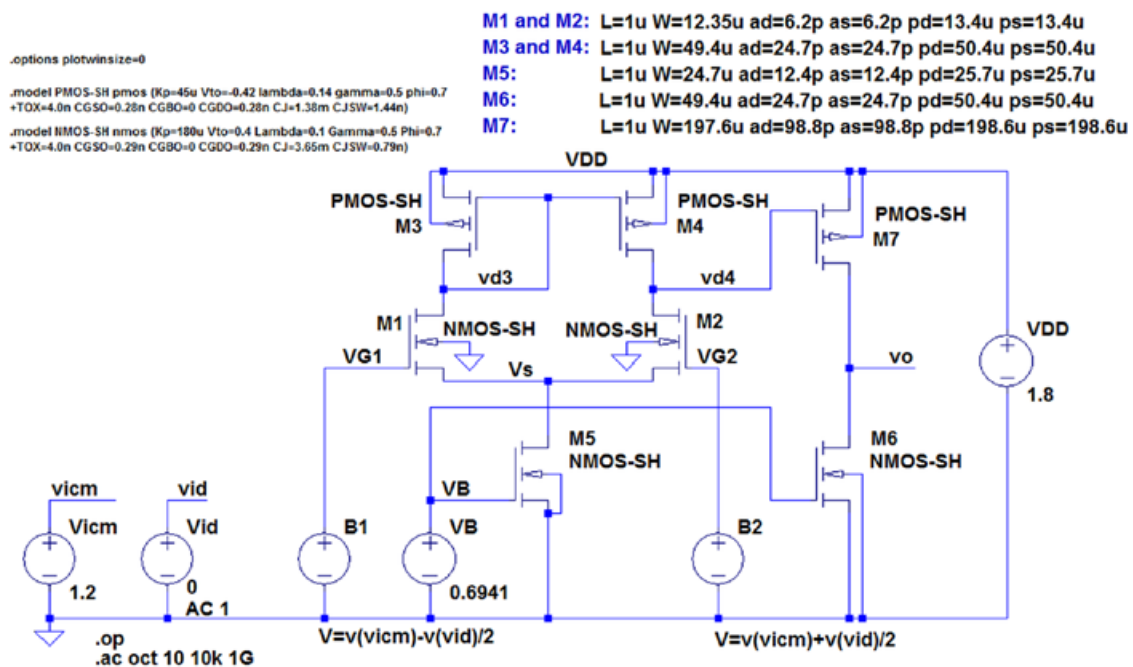 M1 and M2: L=1u W=12.35u ad=6.2p as=6.2p pd=13.4u ps=13.4u
M3 and M4: L=1u W=49.4u ad=24.7p as=24.7p pd=50.4u ps=50.4u
M5: L=1u W=24.7u ad=12.4p as=12.4p pd=25.7u ps=25.7u
M6: L=1u W=49.4u ad=24.7p as=24.7p pd=50.4u ps=50.4u
M7: L=1u W=197.6u ad=98.8p as=98.8p pd=198.6u ps=198.6u
.options plotwinsize=0
.model PMOS-SH pmos (Kp=45u Vto=-0.42 lambda=0.14 gamma=0.5 phi=0.7
+TOX=4.0n CGSO=0.28n CGBO=0 CGDO=0.28n CJ=1.38m CJSW=1.44n)
.model NMOS-SH nmos (Kp=180u Vto=0.4 Lambda=0.1 Gamma=0.5 Phi=0.7
+TOX=4.0n CGSO=0.29n CGBO=0 CGDO=0.29n CJ=3.65m CJSW=0.79n)
VDD
PMOS-SH
M3
PMOS-SH
M4
PMOS-SH
M7
vd3
vd4
M1
NMOS-SH
NMOS-SH
M2
VG1
VG2
Vs
VDD
1.8
vo
M5
NMOS-SH
M6
NMOS-SH
VB
vicm
vid
Vicm
1.2
Vid
0
AC 1
B1
VB
0.6941
B2
.op
.ac oct 10 10k 1G
V=v(vicm)-v(vid)/2
V=v(vicm)+v(vid)/2